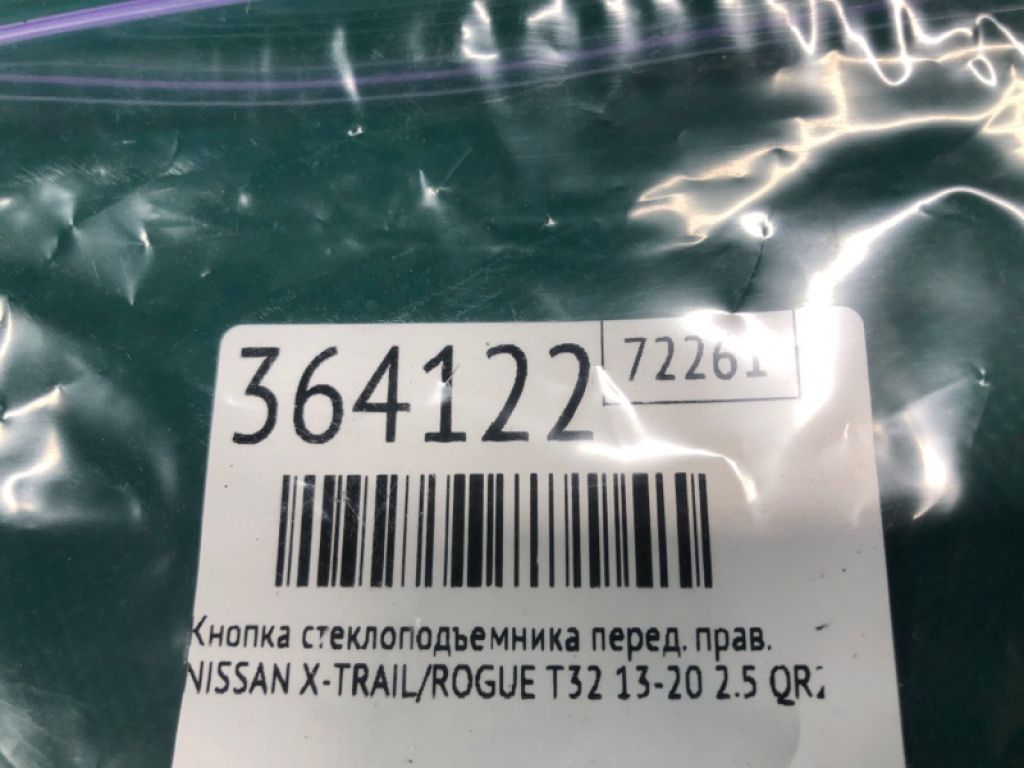 364122
72261
Кнопка стеклоподъемника перед. прав.
NISSAN X-TRAIL/ROGUE T32 13-20 2.5